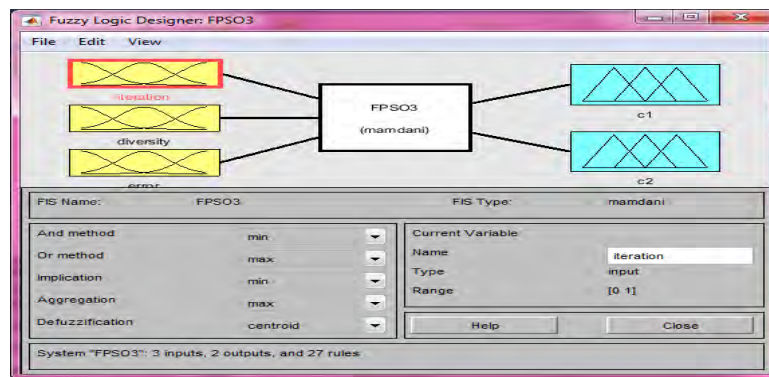 Fuzzy Logic Designer: FPSO3
File Edit View
iteration
diversity
error
FPSO3
(mamdani)
c1
c2
FIS Name: FPSO3 FIS Type: mamdani
And method min
Or method max
Implication min
Aggregation max
Defuzzification centroid
Current Variable
Name iteration
Type input
Range [0 1]
Help Close
System "FPSO3": 3 inputs, 2 outputs, and 27 rules